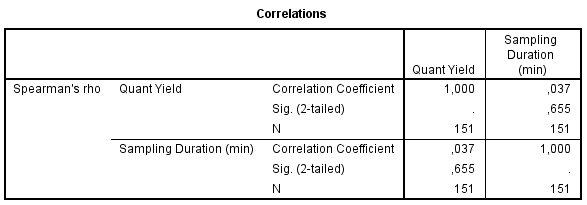 Correlations
Quant Yield Sampling Duration (min)
Spearman's rho Quant Yield Correlation Coefficient 1,000 ,037
Sig. (2-tailed) . ,655
N 151 151
Sampling Duration (min) Correlation Coefficient ,037 1,000
Sig. (2-tailed) ,655 .
N 151 151